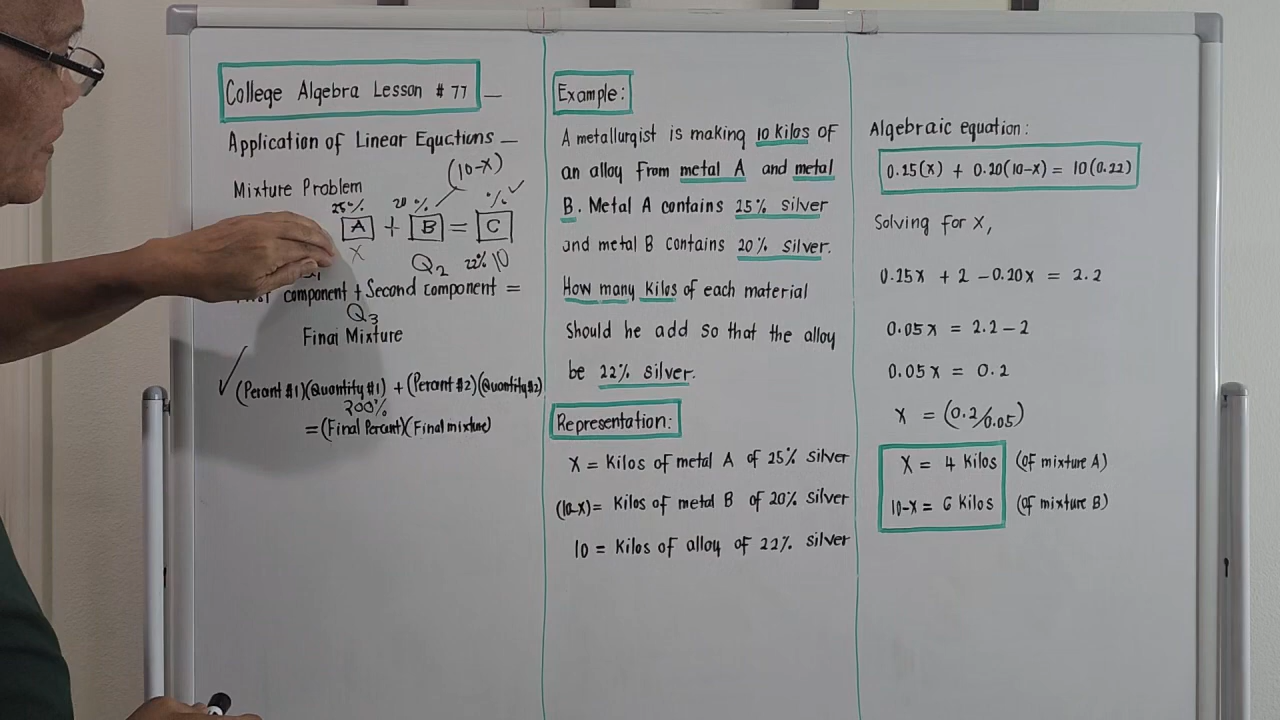 College Algebra Lesson # 77
Application of Linear Equctions
(10-x)
Mixture Problem
25% 20 % %
A + B = C
x Q2 22% 10
component + Second component =
Q3
Final Mixture
(Percnt #1)(Quantity #1) + (Percnt #2)(Quantity #2)
= (Final Percnt)(Final mixture)
Example:
A metallurgist is making 10 kilos of
an alloy from metal A and metal
B. Metal A contains 25% silver
and metal B contains 20% silver.
How many kilos of each material
should he add so that the alloy
be 22% silver.
Representation:
X = Kilos of metal A of 25% silver
(10-x) = Kilos of metal B of 20% silver
10 = Kilos of alloy of 22% silver
Algebraic equation:
0.25(x) + 0.20(10-x) = 10(0.22)
Solving for X,
0.25x + 2 - 0.20x = 2.2
0.05x = 2.2 - 2
0.05x = 0.2
X = (0.2/0.05)
X = 4 Kilos (of mixture A)
10-x = 6 Kilos (of mixture B)